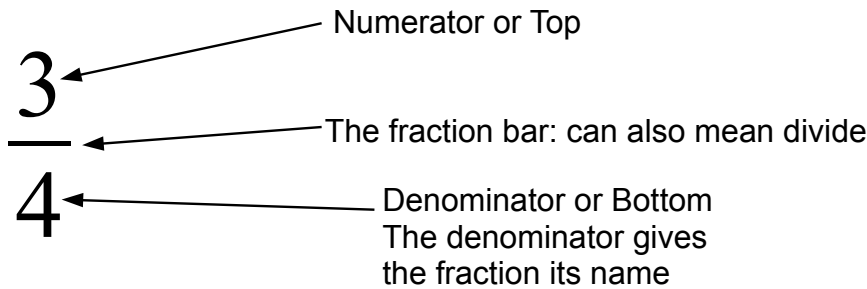 Numerator or Top
3
The fraction bar: can also mean divide
4
Denominator or Bottom
The denominator gives
the fraction its name